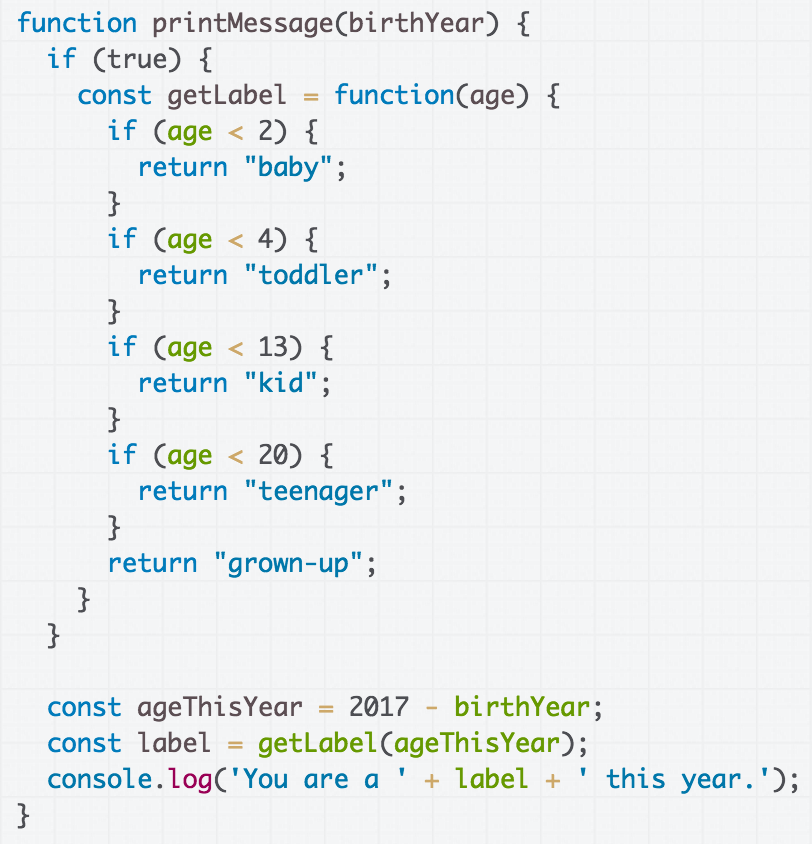 function printMessage(birthYear) {
  if (true) {
    const getLabel = function(age) {
      if (age < 2) {
        return "baby";
      }
      if (age < 4) {
        return "toddler";
      }
      if (age < 13) {
        return "kid";
      }
      if (age < 20) {
        return "teenager";
      }
      return "grown-up";
    }
  }

  const ageThisYear = 2017 - birthYear;
  const label = getLabel(ageThisYear);
  console.log('You are a ' + label + ' this year.');
}